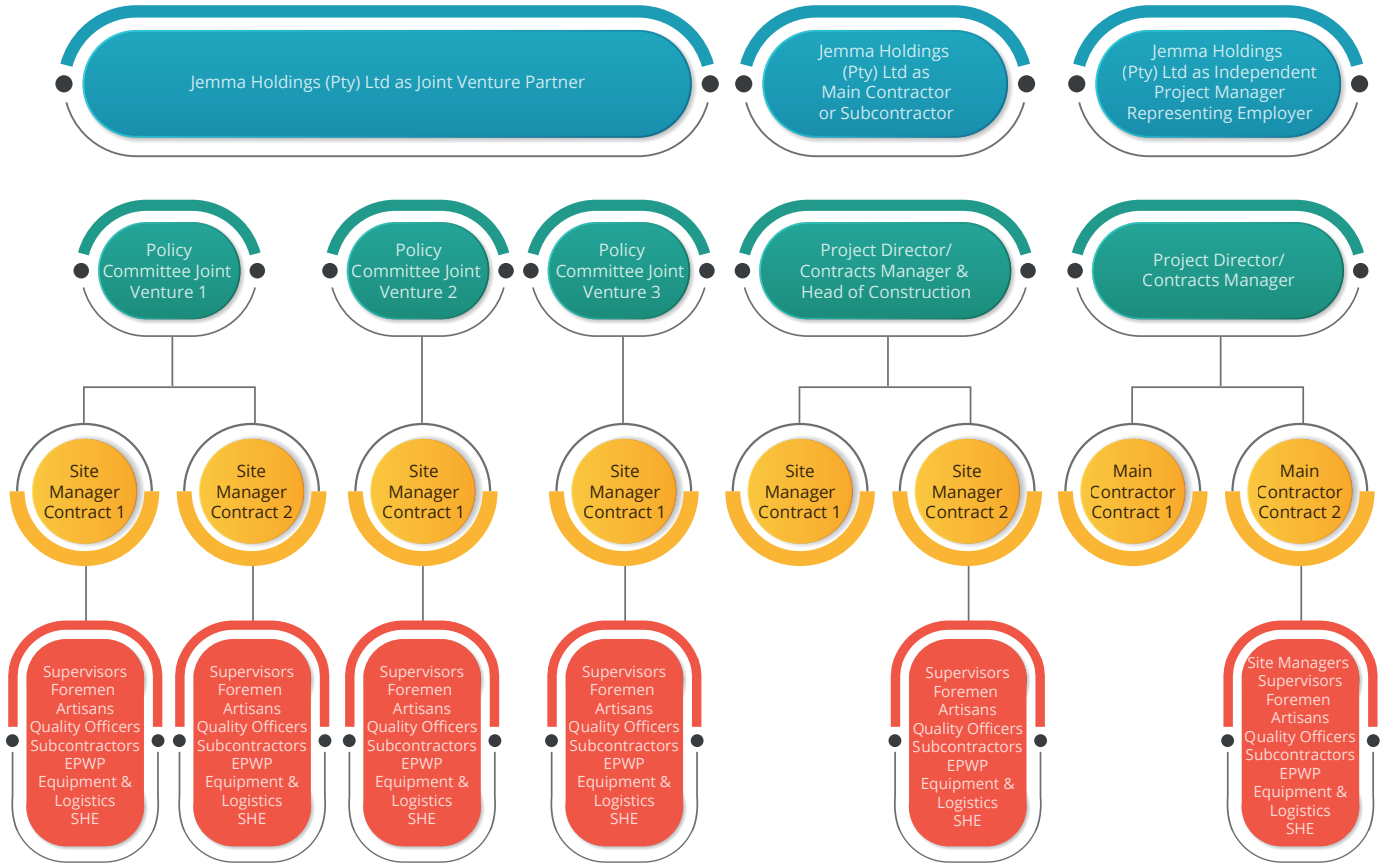 Jemma Holdings (Pty) Ltd as Joint Venture Partner
Jemma Holdings
(Pty) Ltd as
Main Contractor
or Subcontractor
Jemma Holdings
(Pty) Ltd as Independent
Project Manager
Representing Employer
Policy
Committee Joint
Venture 1
Policy
Committee Joint
Venture 2
Policy
Committee Joint
Venture 3
Project Director/
Contracts Manager &
Head of Construction
Project Director/
Contracts Manager
Site
Manager
Contract 1
Site
Manager
Contract 2
Site
Manager
Contract 1
Site
Manager
Contract 1
Site
Manager
Contract 1
Site
Manager
Contract 2
Main
Contractor
Contract 1
Main
Contractor
Contract 2
Supervisors
Foremen
Artisans
Quality Officers
Subcontractors
EPWP
Equipment &
Logistics
SHE
Supervisors
Foremen
Artisans
Quality Officers
Subcontractors
EPWP
Equipment &
Logistics
SHE
Supervisors
Foremen
Artisans
Quality Officers
Subcontractors
EPWP
Equipment &
Logistics
SHE
Supervisors
Foremen
Artisans
Quality Officers
Subcontractors
EPWP
Equipment &
Logistics
SHE
Supervisors
Foremen
Artisans
Quality Officers
Subcontractors
EPWP
Equipment &
Logistics
SHE
Site Managers
Supervisors
Foremen
Artisans
Quality Officers
Subcontractors
EPWP
Equipment &
Logistics
SHE